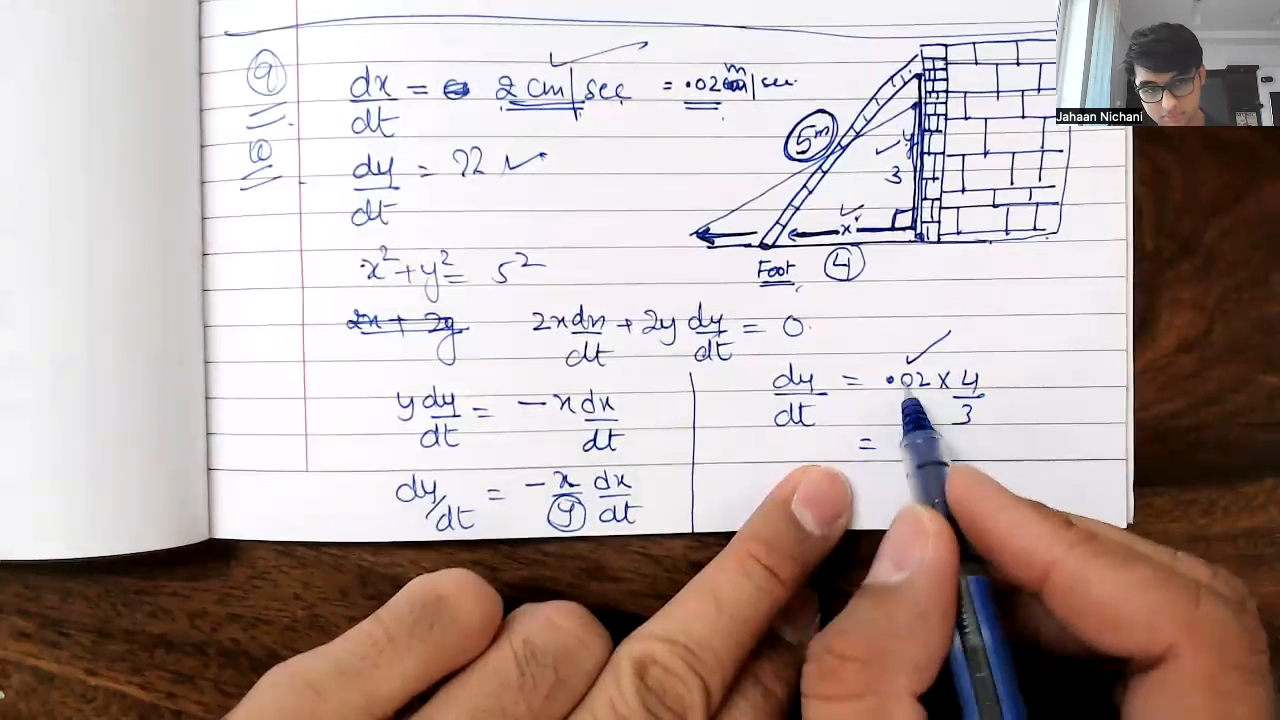 Jahaan Nichani
9
10
dx/dt = 2 cm/sec = .02 m/sec
dy/dt = ?? 
x² + y² = 5²
2x + 2y 2x dx/dt + 2y dy/dt = 0
y dy/dt = -x dx/dt
dy/dt = -x/y dx/dt
5m
y
3
x
Foot 4
dy/dt = .02 × 4/3
=